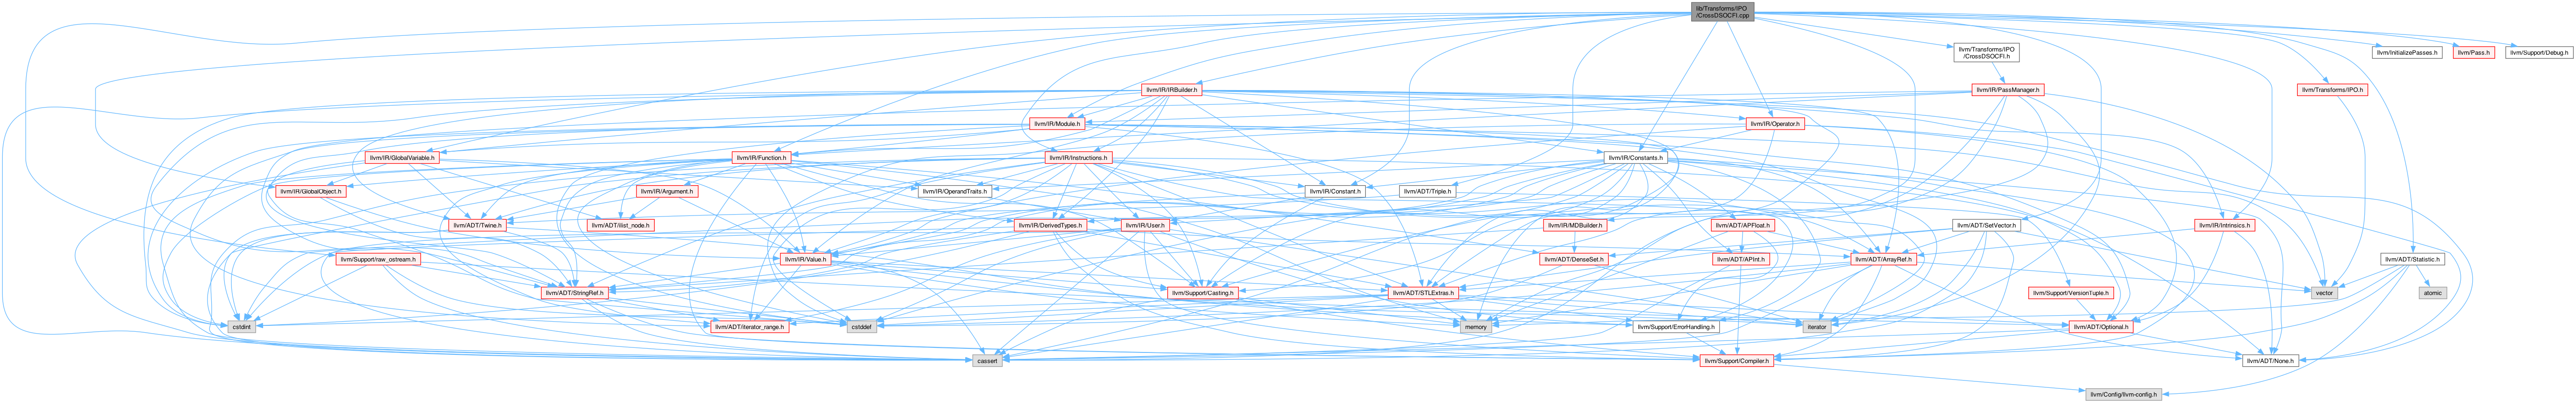 lib/Transforms/IPO
/CrossDSOCFI.cpp
llvm/Transforms/IPO
/CrossDSOCFI.h
llvm/InitializePasses.h
llvm/Pass.h
llvm/Support/Debug.h
llvm/IR/IRBuilder.h
llvm/IR/PassManager.h
llvm/Transforms/IPO.h
llvm/IR/Module.h
llvm/IR/Operator.h
llvm/IR/GlobalVariable.h
llvm/IR/Function.h
llvm/IR/Instructions.h
llvm/IR/Constants.h
llvm/IR/GlobalObject.h
llvm/IR/Argument.h
llvm/IR/OperandTraits.h
llvm/IR/Constant.h
llvm/ADT/Triple.h
llvm/ADT/Twine.h
llvm/ADT/ilist_node.h
llvm/IR/DerivedTypes.h
llvm/IR/User.h
llvm/IR/MDBuilder.h
llvm/ADT/APFloat.h
llvm/ADT/SetVector.h
llvm/IR/Intrinsics.h
llvm/Support/raw_ostream.h
llvm/IR/Value.h
llvm/ADT/DenseSet.h
llvm/ADT/APInt.h
llvm/ADT/ArrayRef.h
llvm/ADT/Statistic.h
llvm/ADT/StringRef.h
llvm/Support/Casting.h
llvm/ADT/STLExtras.h
llvm/Support/VersionTuple.h
vector
atomic
cstdint
llvm/ADT/iterator_range.h
cstddef
memory
llvm/Support/ErrorHandling.h
iterator
llvm/ADT/Optional.h
cassert
llvm/Support/Compiler.h
llvm/ADT/None.h
llvm/Config/llvm-config.h